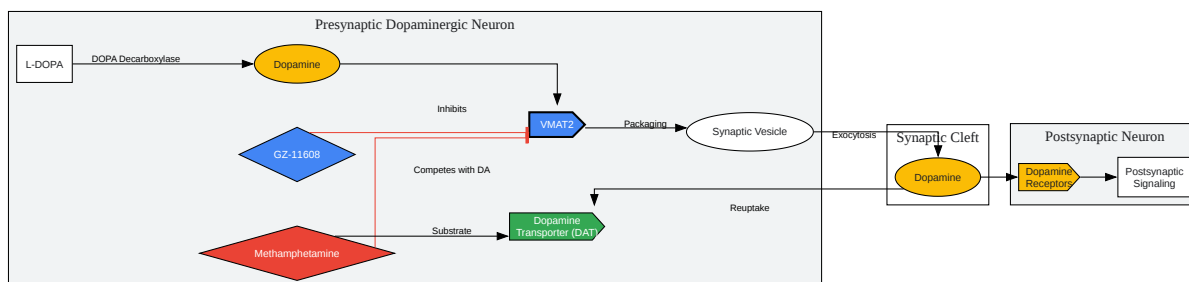 Presynaptic Dopaminergic Neuron
L-DOPA
DOPA Decarboxylase
Dopamine
Inhibits
VMAT2
Packaging
Synaptic Vesicle
Exocytosis
Synaptic Cleft
Postsynaptic Neuron
GZ-11608
Competes with DA
Dopamine
Dopamine
Receptors
Postsynaptic
Signaling
Reuptake
Dopamine
Transporter (DAT)
Substrate
Methamphetamine